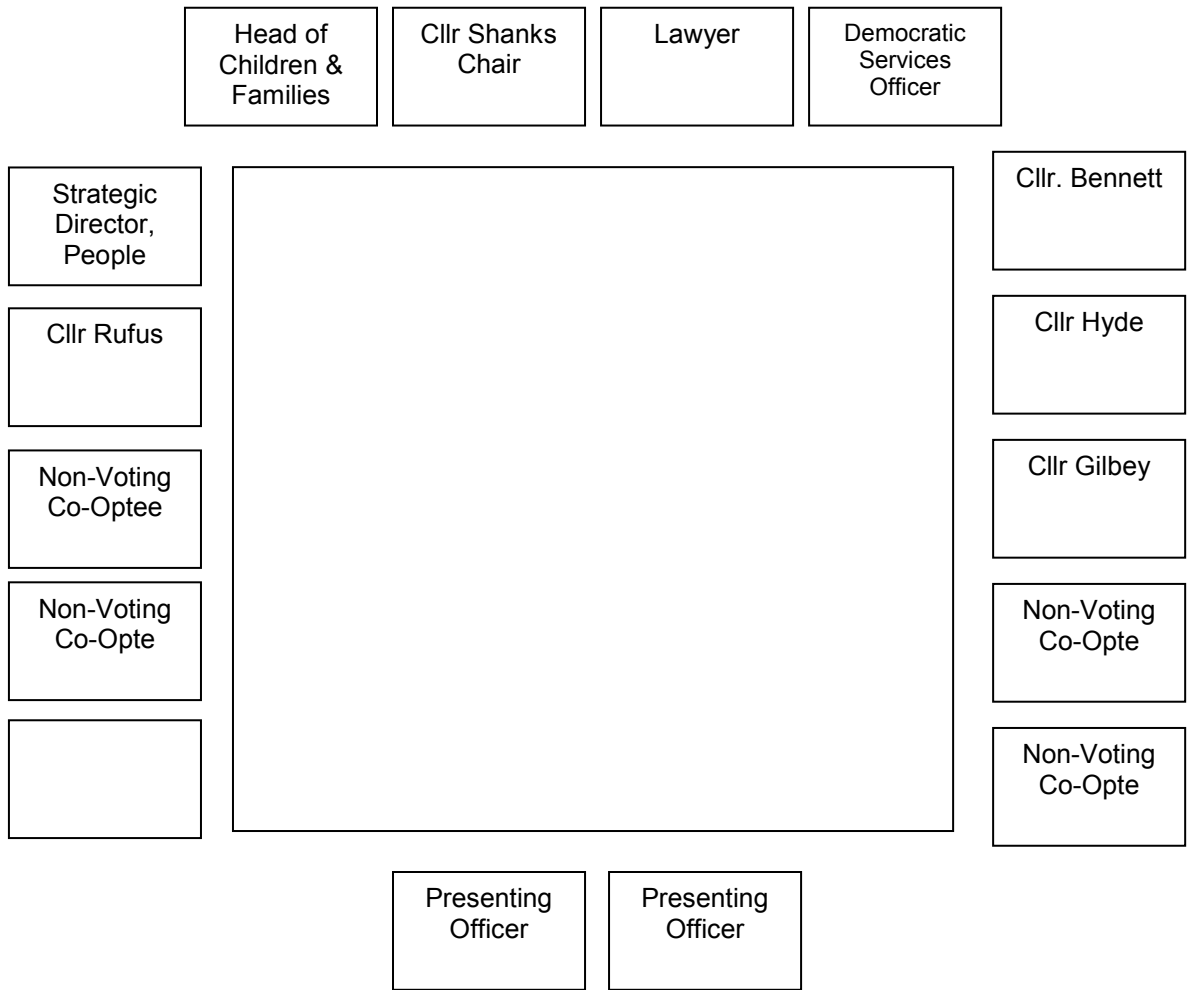 Head of
Children &
Families
Cllr Shanks
Chair
Lawyer
Democratic
Services
Officer
Strategic
Director,
People
Cllr Rufus
Non-Voting
Co-Optee
Non-Voting
Co-Opte
Cllr. Bennett
Cllr Hyde
Cllr Gilbey
Non-Voting
Co-Opte
Non-Voting
Co-Opte
Presenting
Officer
Presenting
Officer